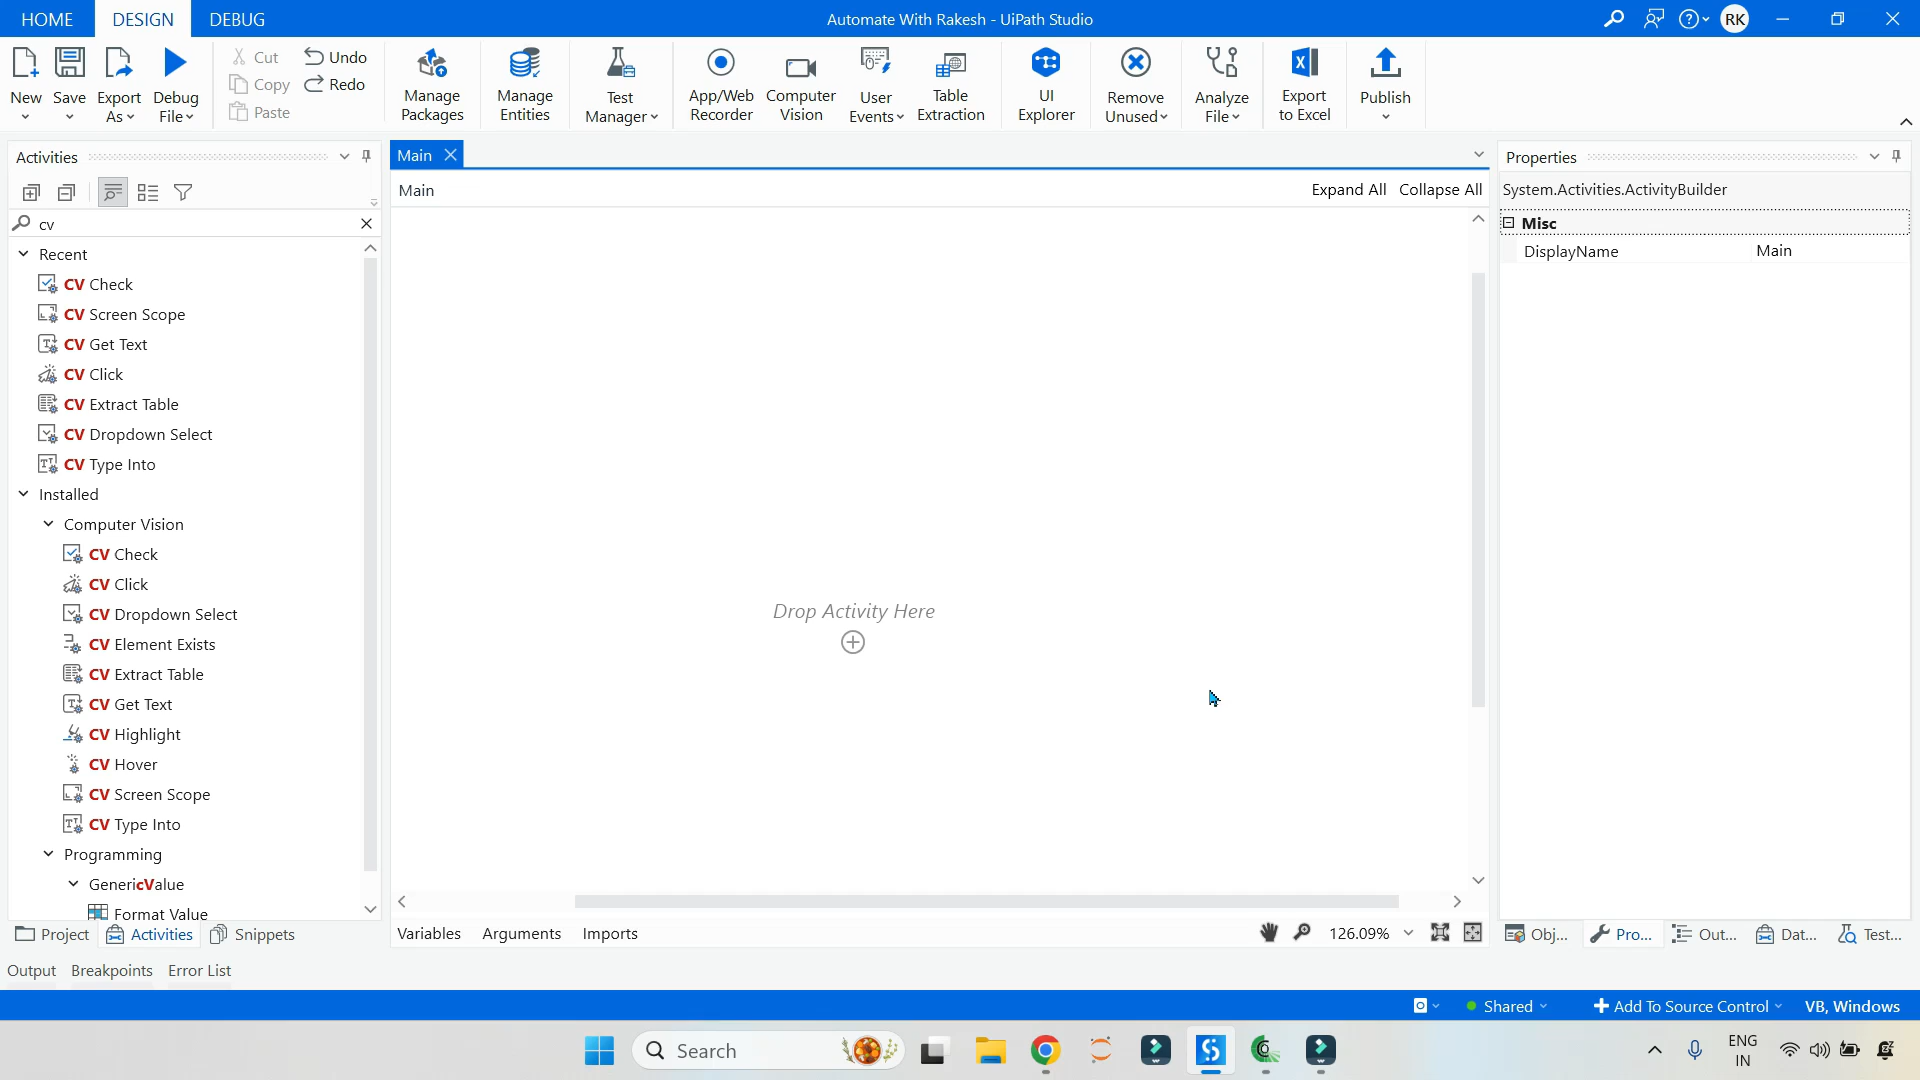 HOME DESIGN DEBUG Automate With Rakesh - UiPath Studio RK
New Save Export As Debug File
Cut Undo
Copy Redo
Paste
Manage Packages
Manage Entities
Test Manager
App/Web Recorder
Computer Vision
User Events
Table Extraction
UI Explorer
Remove Unused
Analyze File
Export to Excel
Publish
Activities
cv
Recent
CV Check
CV Screen Scope
CV Get Text
CV Click
CV Extract Table
CV Dropdown Select
CV Type Into
Installed
Computer Vision
CV Check
CV Click
CV Dropdown Select
CV Element Exists
CV Extract Table
CV Get Text
CV Highlight
CV Hover
CV Screen Scope
CV Type Into
Programming
GenericValue
Format Value
Project Activities Snippets
Main
Main Expand All Collapse All
Drop Activity Here
Variables Arguments Imports 126.09%
Properties
System.Activities.ActivityBuilder
Misc
DisplayName Main
Obj... Pro... Out... Dat... Test...
Output Breakpoints Error List
Shared Add To Source Control VB, Windows
Search
ENG
IN